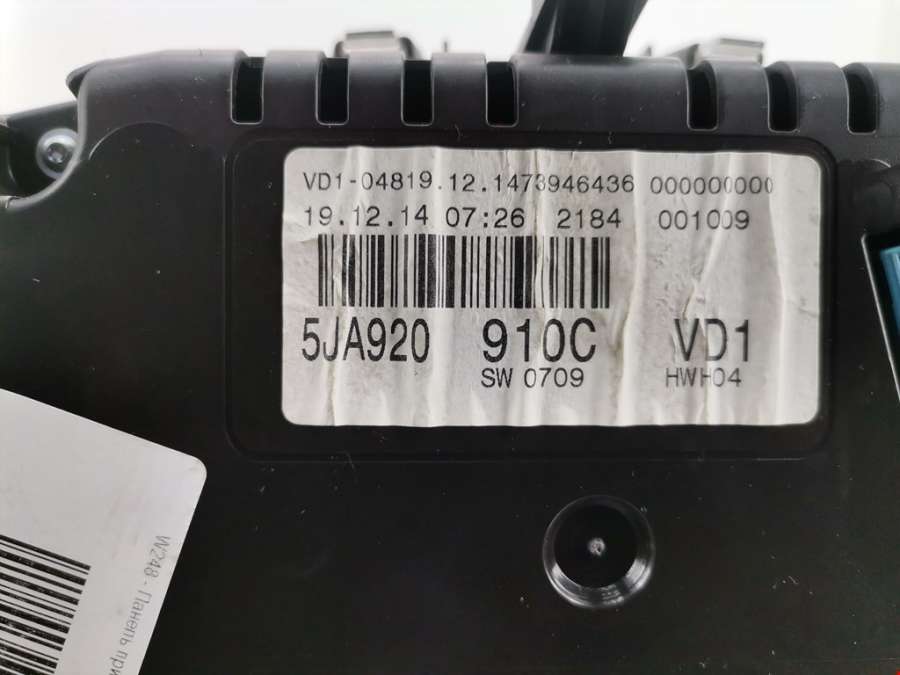 VD1-04819.12.1473946436 000000000
19.12.14 07:26 2184 001009
5JA920 910C VD1
SW 0709 HWH04
W248 - Панель при